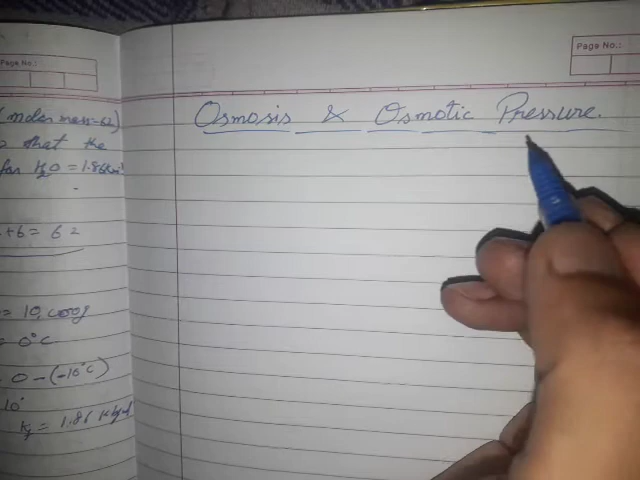 Page No.:
(molar mass=62)
that the
for H2O = 1.86
+6 = 62
= 10,000g
= 0°C
0-(-10°C)
10°
Kf = 1.86 K kg
Page No.:
Osmosis & Osmotic Pressure.